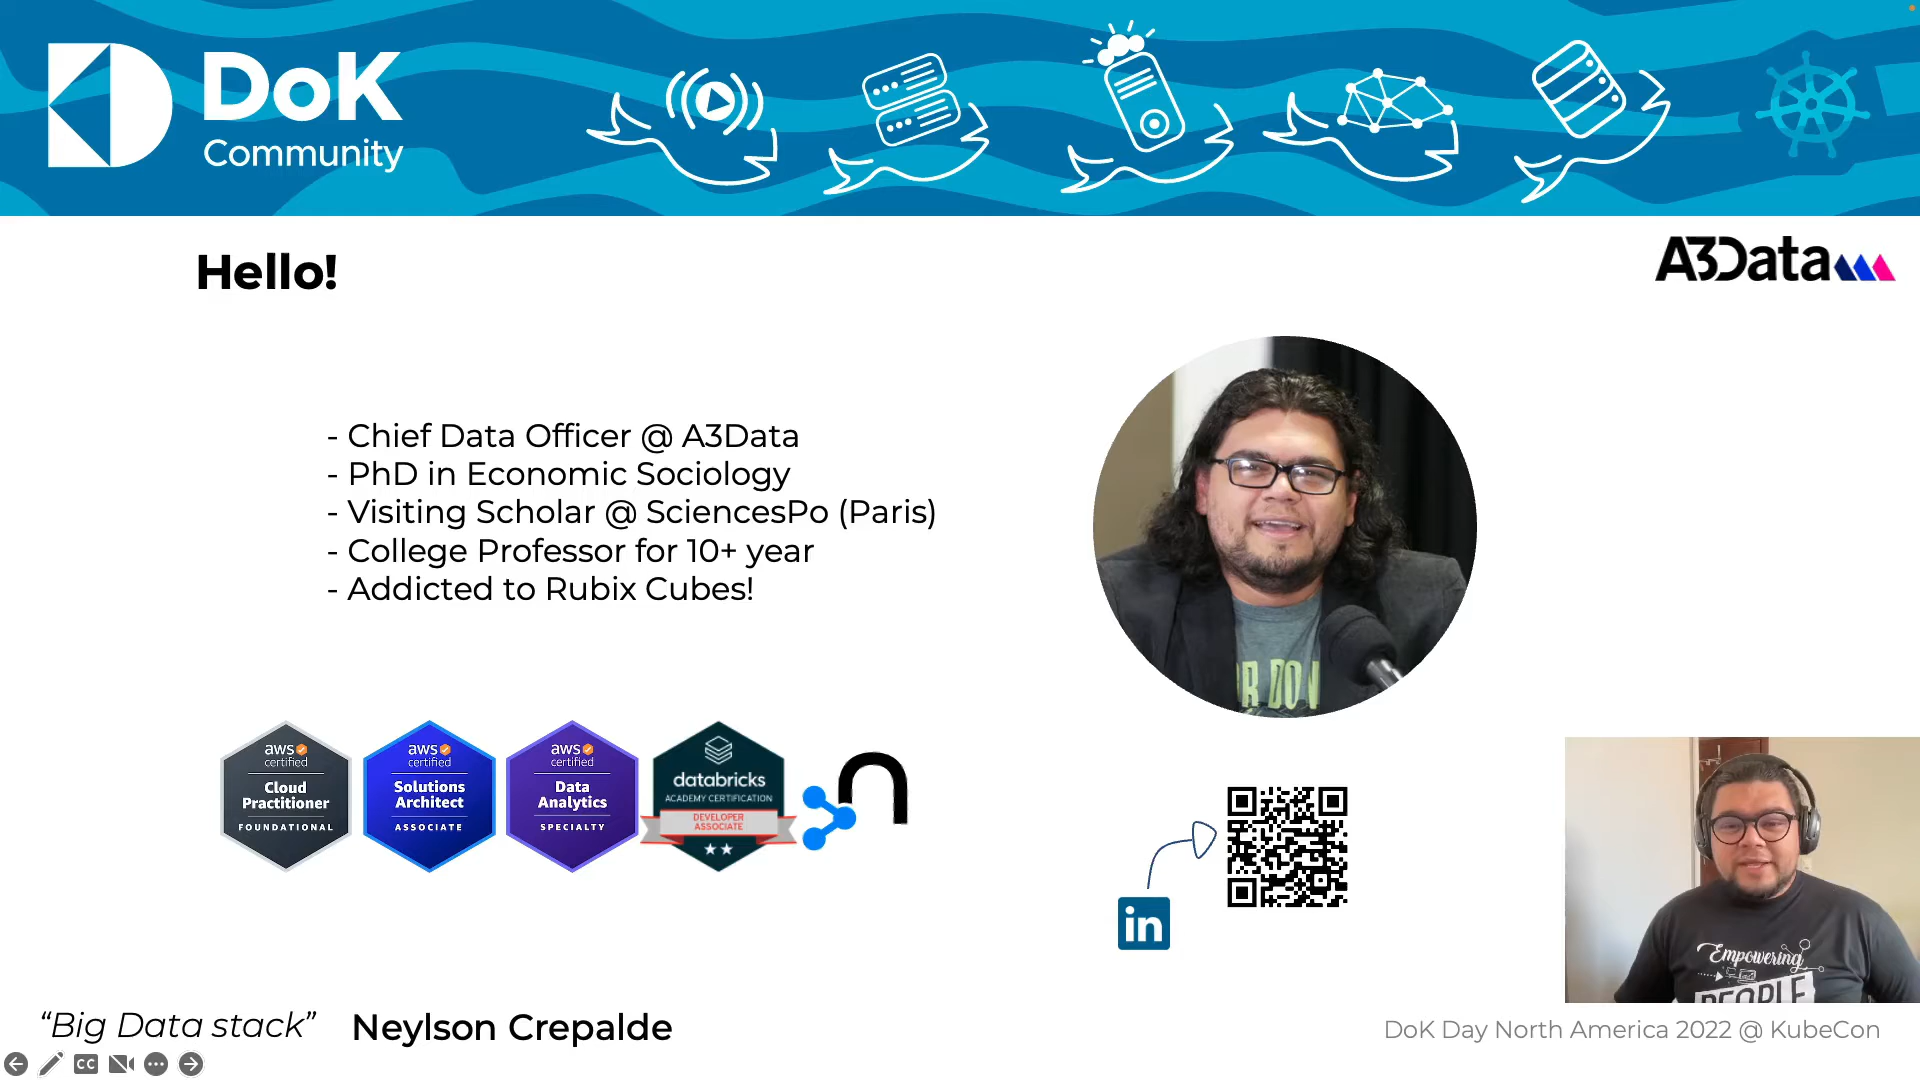 DoK
Community
Hello!
A3Data
- Chief Data Officer @ A3Data
- PhD in Economic Sociology
- Visiting Scholar @ SciencesPo (Paris)
- College Professor for 10+ year
- Addicted to Rubix Cubes!
aws
certified
Cloud
Practitioner
FOUNDATIONAL
aws
certified
Solutions
Architect
ASSOCIATE
aws
certified
Data
Analytics
SPECIALTY
databricks
ACADEMY CERTIFICATION
DEVELOPER
ASSOCIATE
in
Empowering
PEOPLE
“Big Data stack”
Neylson Crepalde
DoK Day North America 2022 @ KubeCon
CC